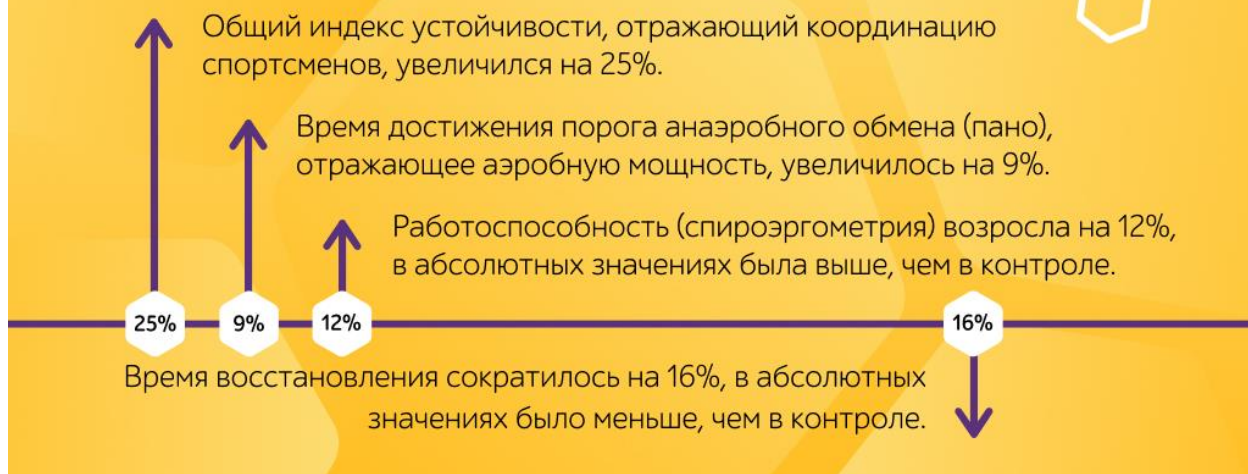 Общий индекс устойчивости, отражающий координацию
спортсменов, увеличился на 25%.
Время достижения порога анаэробного обмена (пано),
отражающее аэробную мощность, увеличилось на 9%.
Работоспособность (спироэргометрия) возросла на 12%,
в абсолютных значениях была выше, чем в контроле.
25%
9%
12%
16%
Время восстановления сократилось на 16%, в абсолютных
значениях было меньше, чем в контроле.